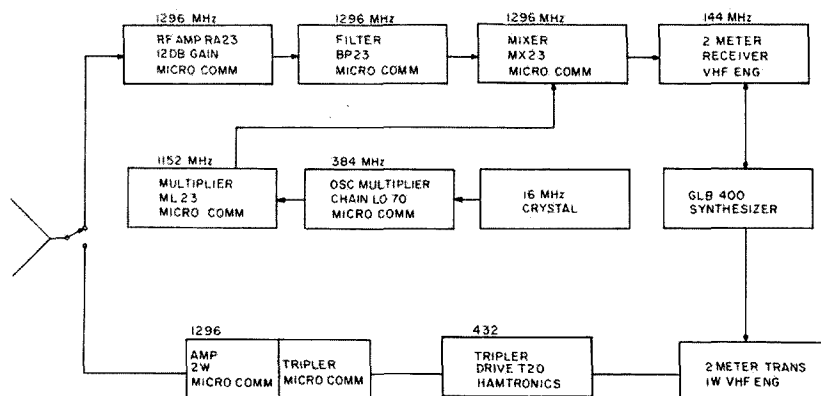 1296 MHz
RF AMP RA23
12DB GAIN
MICRO COMM
1296 MHz
FILTER
BP23
MICRO COMM
1296 MHz
MIXER
MX23
MICRO COMM
144 MHz
2 METER
RECEIVER
VHF ENG
1152 MHz
MULTIPLIER
ML23
MICRO COMM
384 MHz
OSC MULTIPLIER
CHAIN LO 70
MICRO COMM
16 MHz
CRYSTAL
GLB 400
SYNTHESIZER
1296
AMP
2W
MICRO COMM
TRIPLER
MICRO COMM
432
TRIPLER
DRIVE T20
HAMTRONICS
2 METER TRANS
1W VHF ENG